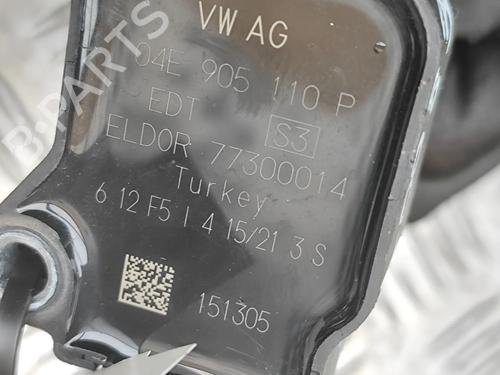 VW AG
04E 905 110 P
EDT S3
ELDOR 77300014
Turkey
6 12 F5 I 4 15/21 3 S
151305
B-PARTS